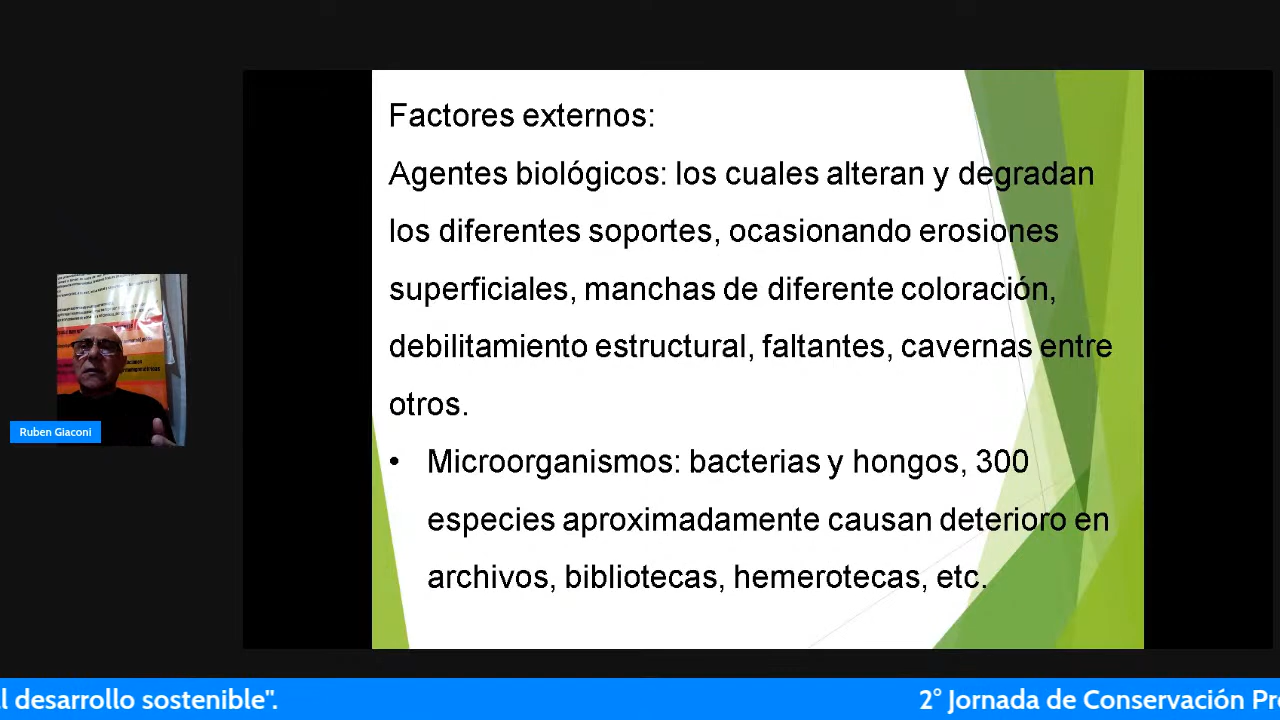 Factores externos:
Agentes biológicos: los cuales alteran y degradan
los diferentes soportes, ocasionando erosiones
superficiales, manchas de diferente coloración,
debilitamiento estructural, faltantes, cavernas entre
otros.
• Microorganismos: bacterias y hongos, 300
especies aproximadamente causan deterioro en
archivos, bibliotecas, hemerotecas, etc.
Ruben Giaconi
l desarrollo sostenible". 2° Jornada de Conservación Pre